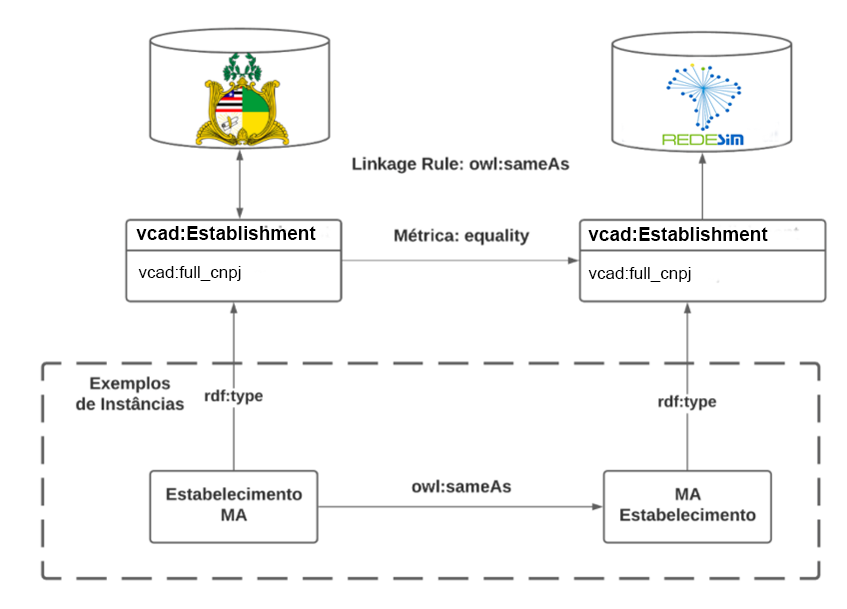 REDESIM
Linkage Rule: owl:sameAs
vcad:Establishment
vcad:full_cnpj
Métrica: equality
vcad:Establishment
vcad:full_cnpj
Exemplos
de Instâncias
rdf:type
rdf:type
Estabelecimento
MA
owl:sameAs
MA
Estabelecimento